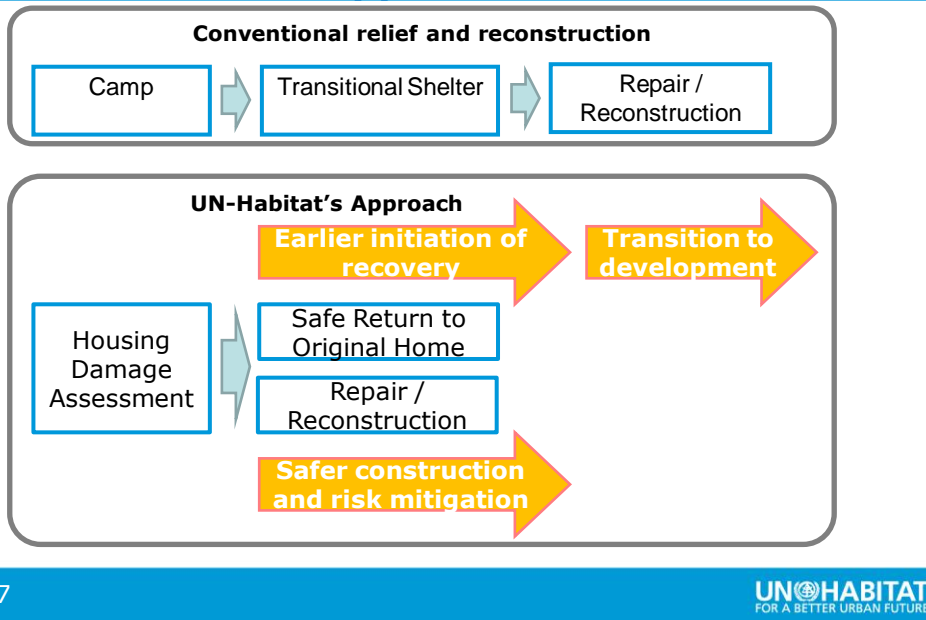 Conventional relief and reconstruction
Camp
Transitional Shelter
Repair /
Reconstruction
UN-Habitat’s Approach
Earlier initiation of
recovery
Transition to
development
Housing
Damage
Assessment
Safe Return to
Original Home
Repair /
Reconstruction
Safer construction
and risk mitigation
7
UN HABITAT
FOR A BETTER URBAN FUTURE